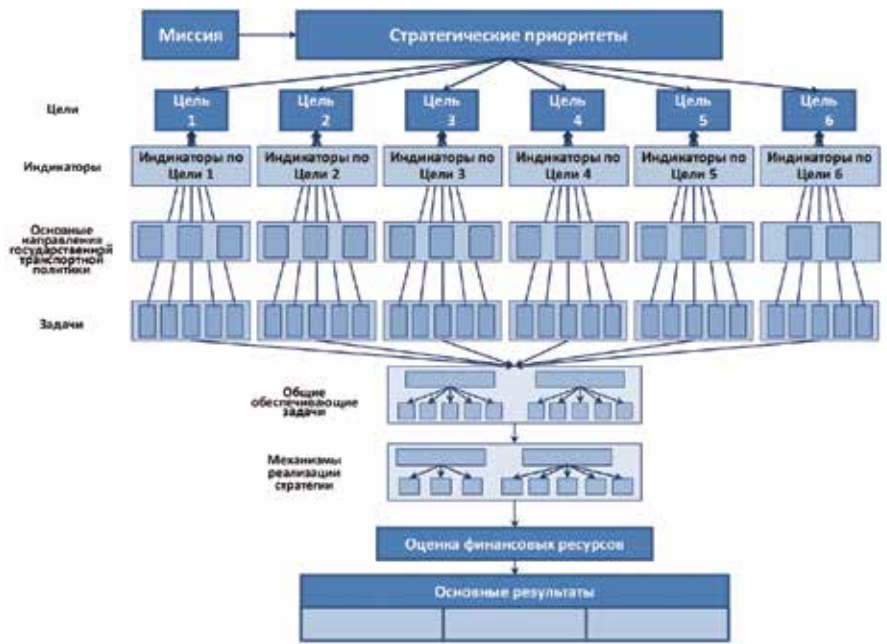 Миссия
Стратегические приоритеты
Цели
Цель
1
Цель
2
Цель
3
Цель
4
Цель
5
Цель
6
Индикаторы
Индикаторы по
Цели 1
Индикаторы по
Цели 2
Индикаторы по
Цели 3
Индикаторы по
Цели 4
Индикаторы по
Цели 5
Индикаторы по
Цели 6
Основные
направления
государственной
транспортной
политики
Задачи
Общие
обеспечивающие
задачи
Механизмы
реализации
стратегии
Оценка финансовых ресурсов
Основные результаты